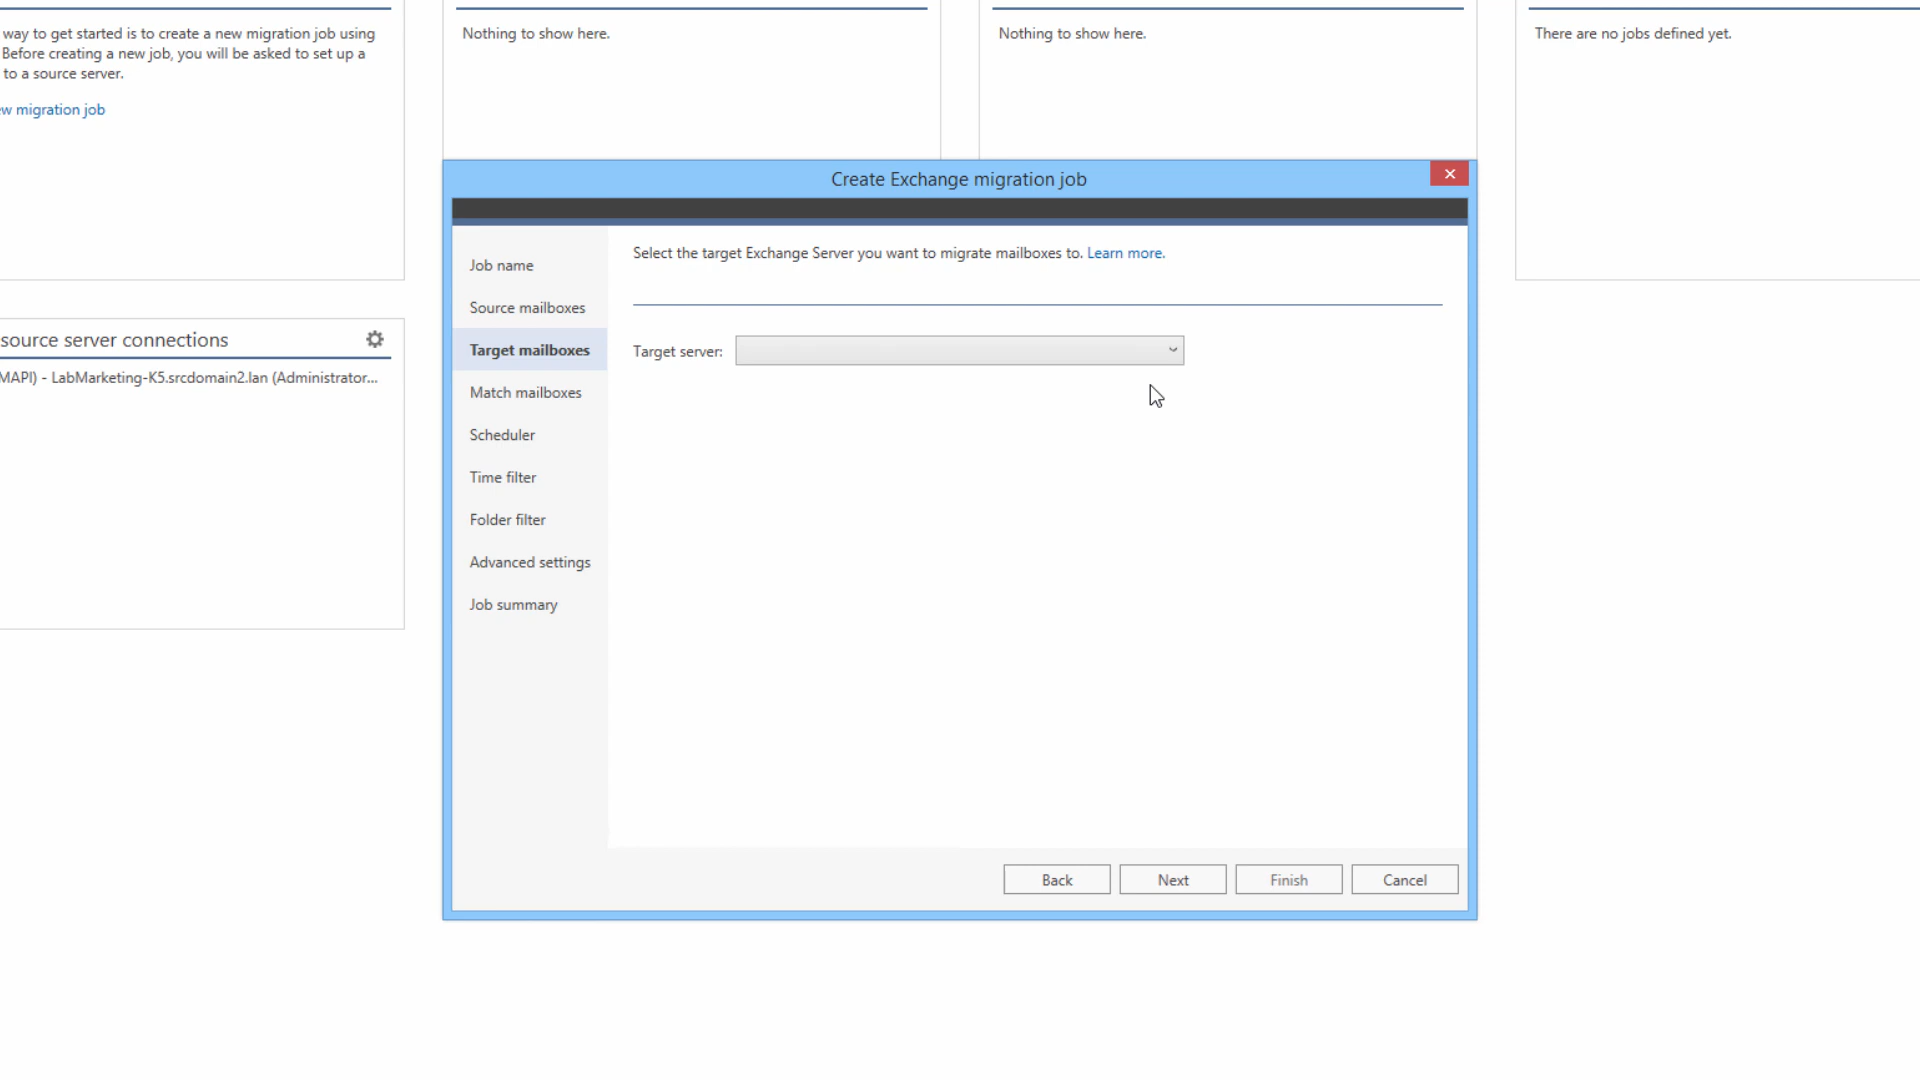 way to get started is to create a new migration job using
Before creating a new job, you will be asked to set up a
to a source server.
migration job
Nothing to show here.
Nothing to show here.
There are no jobs defined yet.
source server connections
LabMarketing-K5.srcdomain2.lan (Administrator...
Create Exchange migration job
Job name
Source mailboxes
Target mailboxes
Match mailboxes
Scheduler
Time filter
Folder filter
Advanced settings
Job summary
Select the target Exchange Server you want to migrate mailboxes to. Learn more.
Target server:
Back
Next
Finish
Cancel